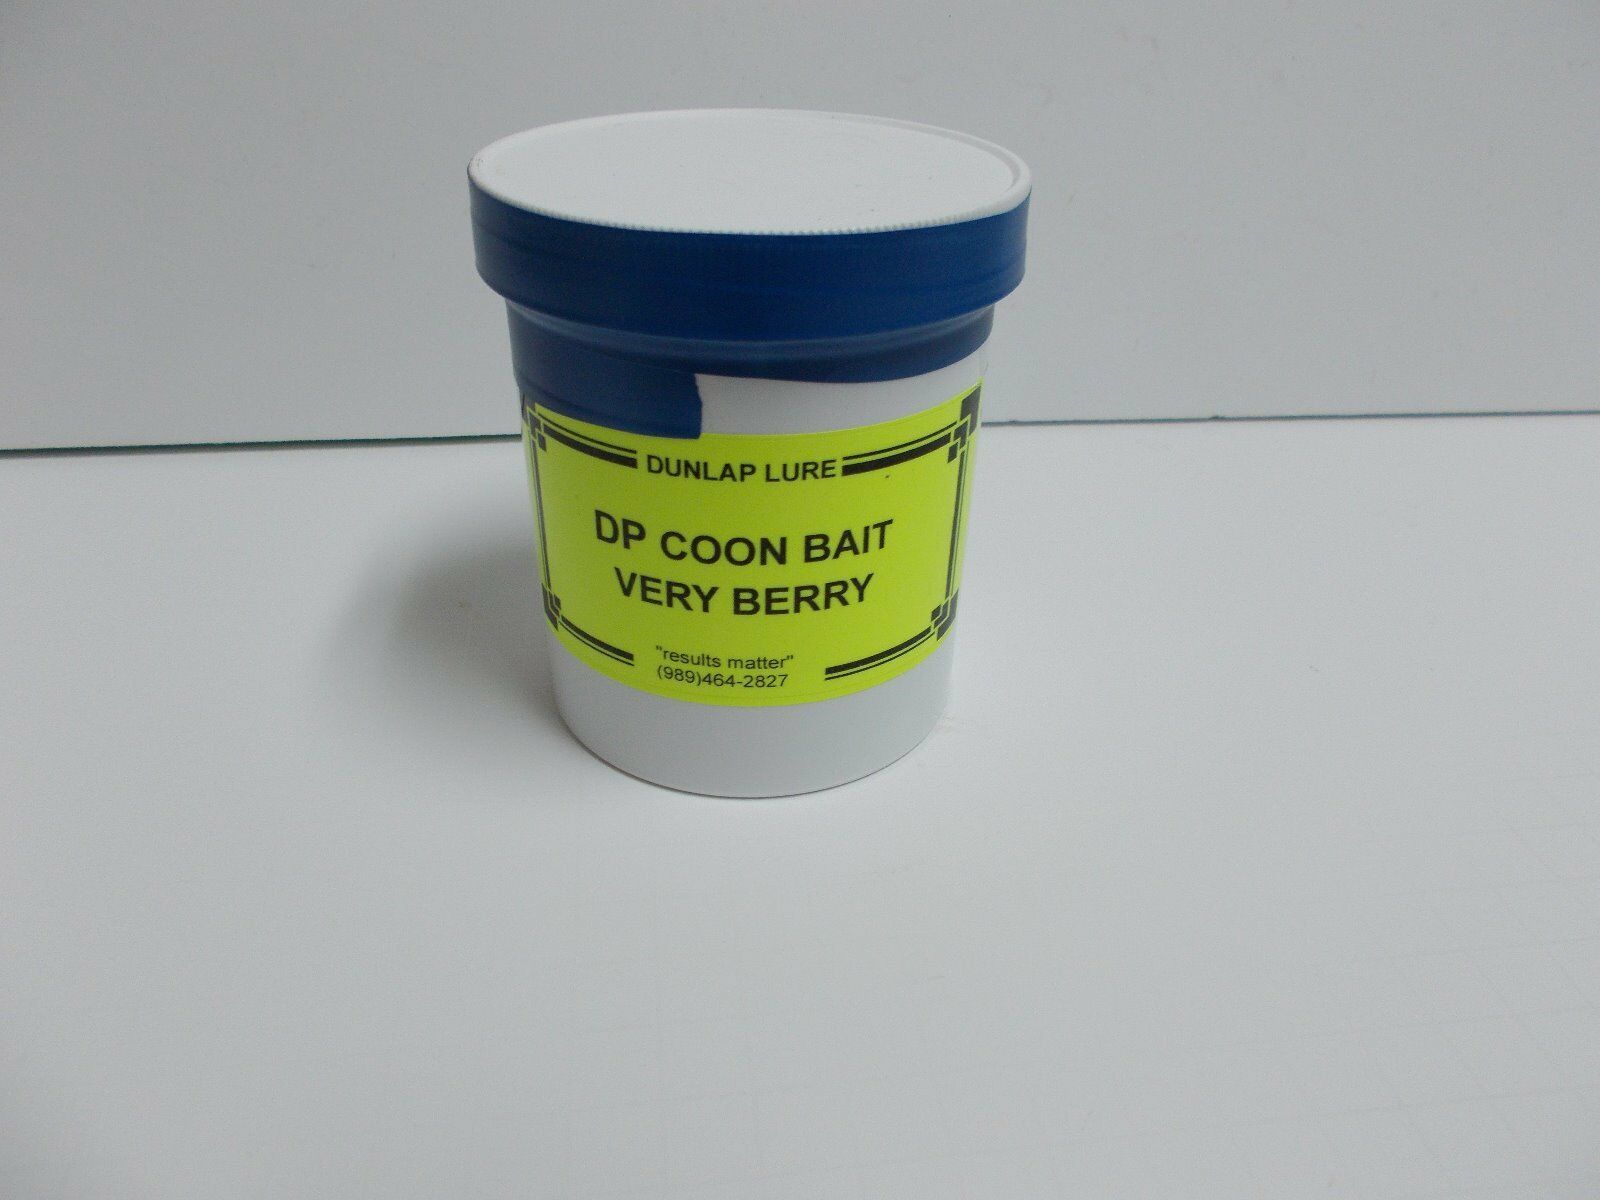 DUNLAP LURE
DP COON BAIT
VERY BERRY
"results matter"
(989)464-2827